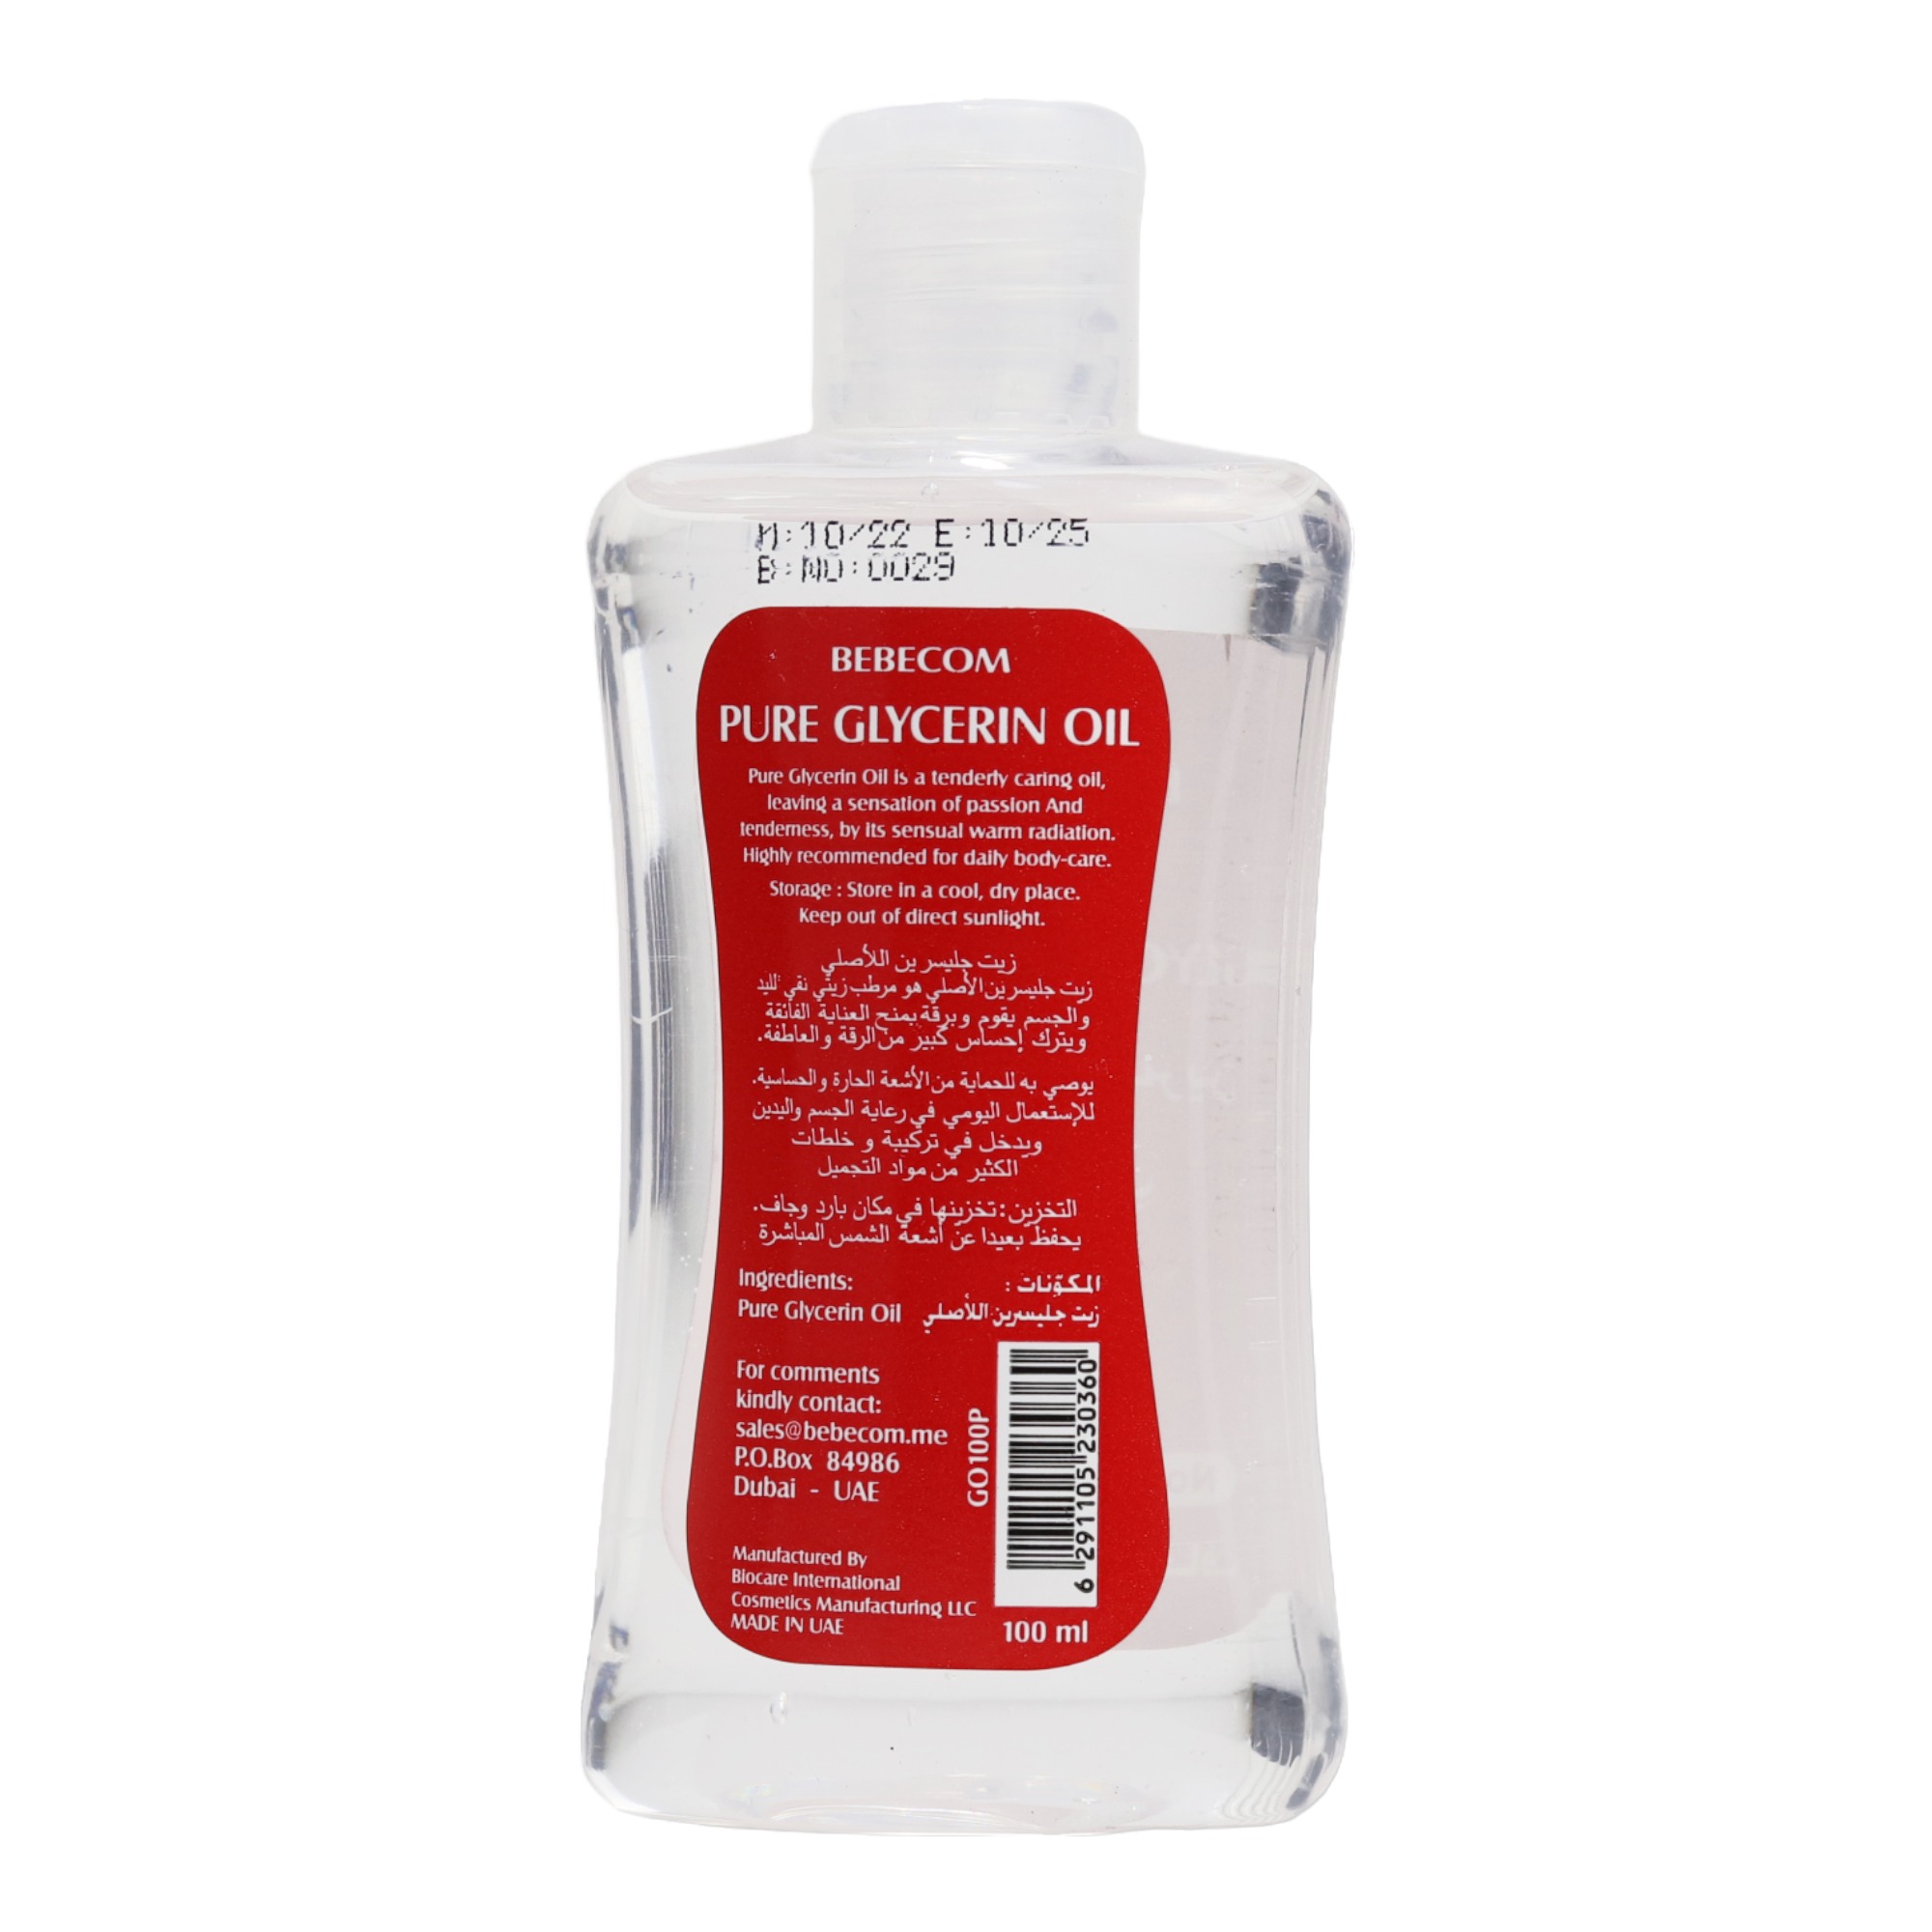 M:10/22 E:10/25
B:NO:0029
BEBECOM
PURE GLYCERIN OIL
Pure Glycerin Oil is a tenderly caring oil,
leaving a sensation of passion And
tenderness, by its sensual warm radiation.
Highly recommended for daily body-care.
Storage : Store in a cool, dry place.
Keep out of direct sunlight.
زيت جليسرين اللأصلي
زيت جليسرين الأصلي هو مرطب زيتي نقي لليد
والجسم يقوم وبرقة بمنح العناية الفائقة
ويترك إحساس كبير من الرقة والعاطفة.
يوصي به للحماية من الأشعة الحارة والحساسية.
للإستعمال اليومي في رعاية الجسم واليدين
ويدخل في تركيبة و خلطات
الكثير من مواد التجميل
التخزين: تخزينها في مكان بارد وجاف.
يحفظ بعيدا عن أشعة الشمس المباشرة
Ingredients: المكوّنات :
Pure Glycerin Oil زيت جليسرين اللأصلي
For comments
kindly contact:
sales@bebecom.me
P.O.Box 84986
Dubai - UAE
GO100P
6 291105 230360
Manufactured By
Biocare International
Cosmetics Manufacturing LLC
MADE IN UAE
100 ml